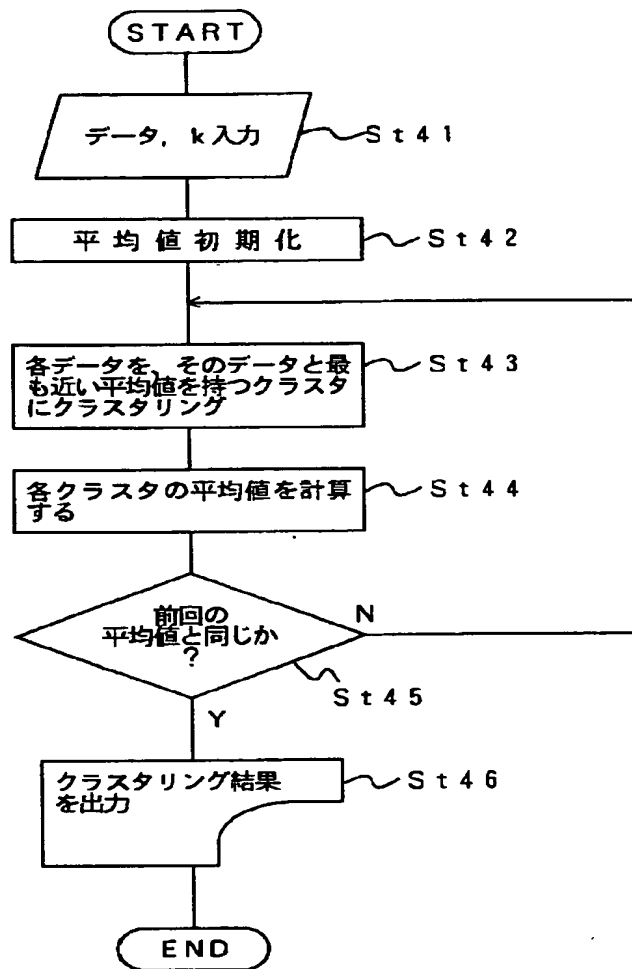 START
データ, k入力
St41
平均値初期化
St42
各データを、そのデータと最
も近い平均値を持つクラスタ
にクラスタリング
St43
各クラスタの平均値を計算
する
St44
前回の
平均値と同じか
?
N
St45
Y
クラスタリング結果
を出力
St46
END